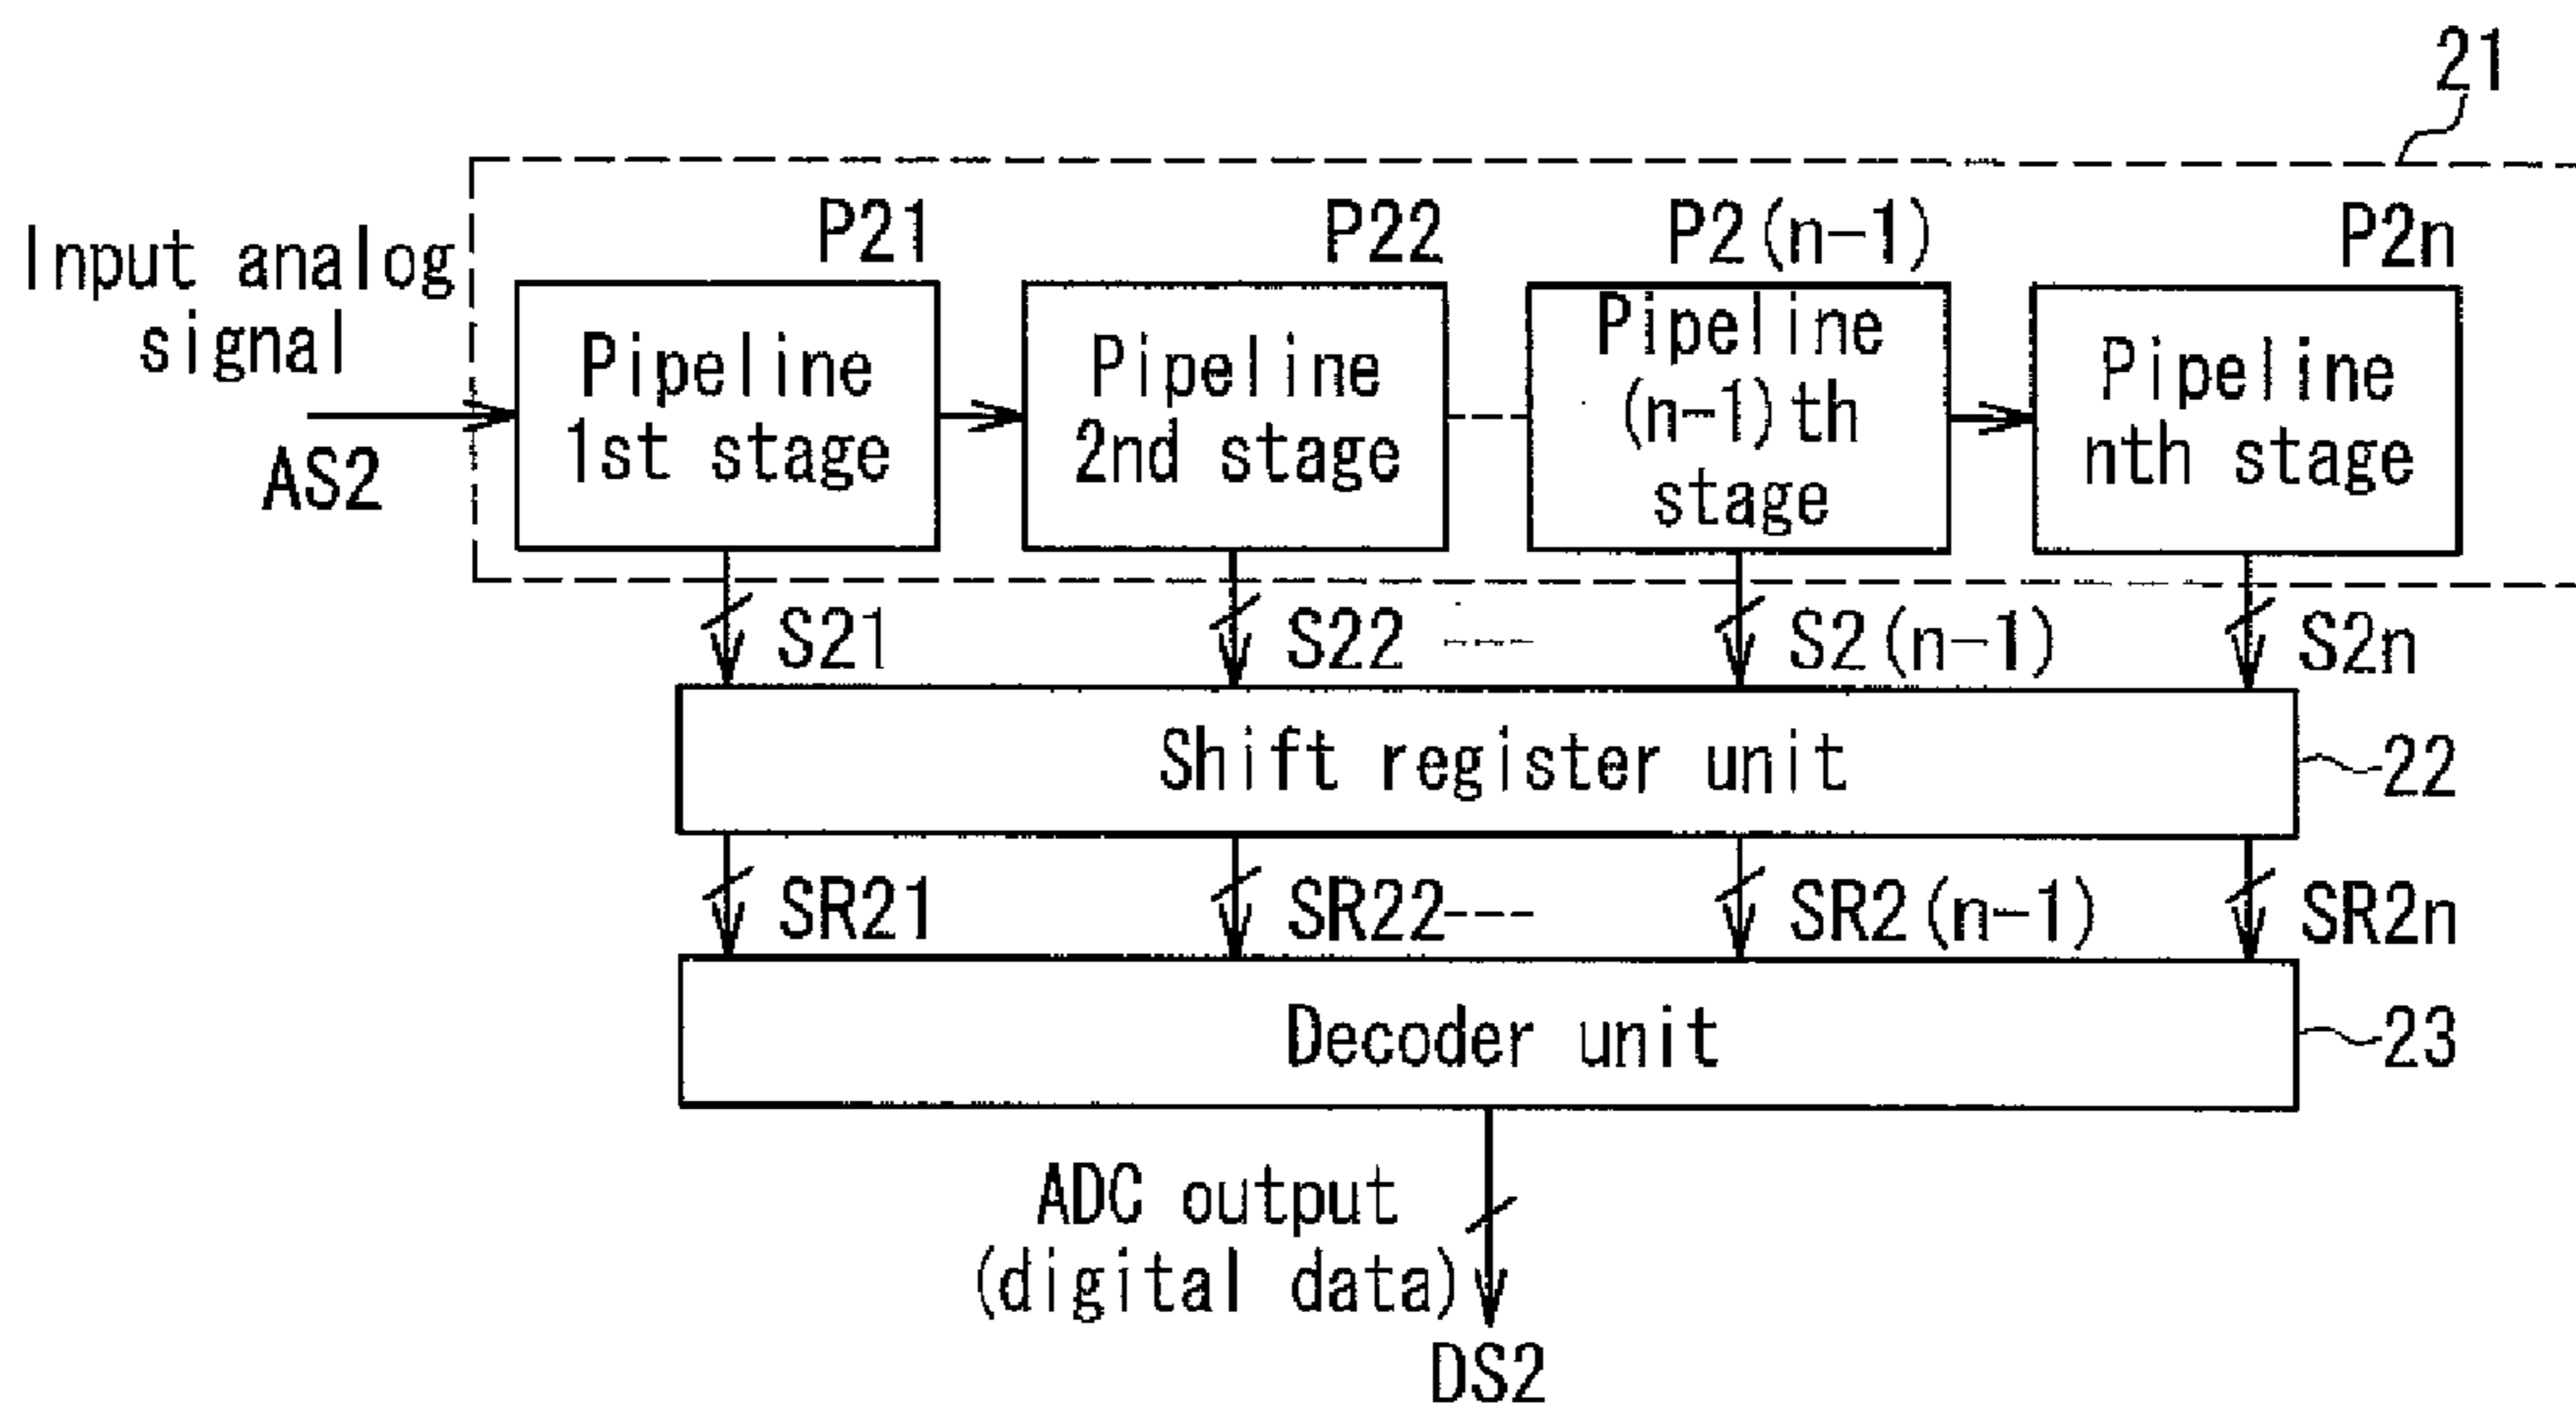 21
P21
P22
P2(n-1)
P2n
Input analog
signal
AS2
Pipeline
1st stage
Pipeline
2nd stage
Pipeline
(n-1)th
stage
Pipeline
nth stage
S21
S22
S2(n-1)
S2n
Shift register unit
22
SR21
SR22
SR2(n-1)
SR2n
Decoder unit
23
ADC output
(digital data)
DS2